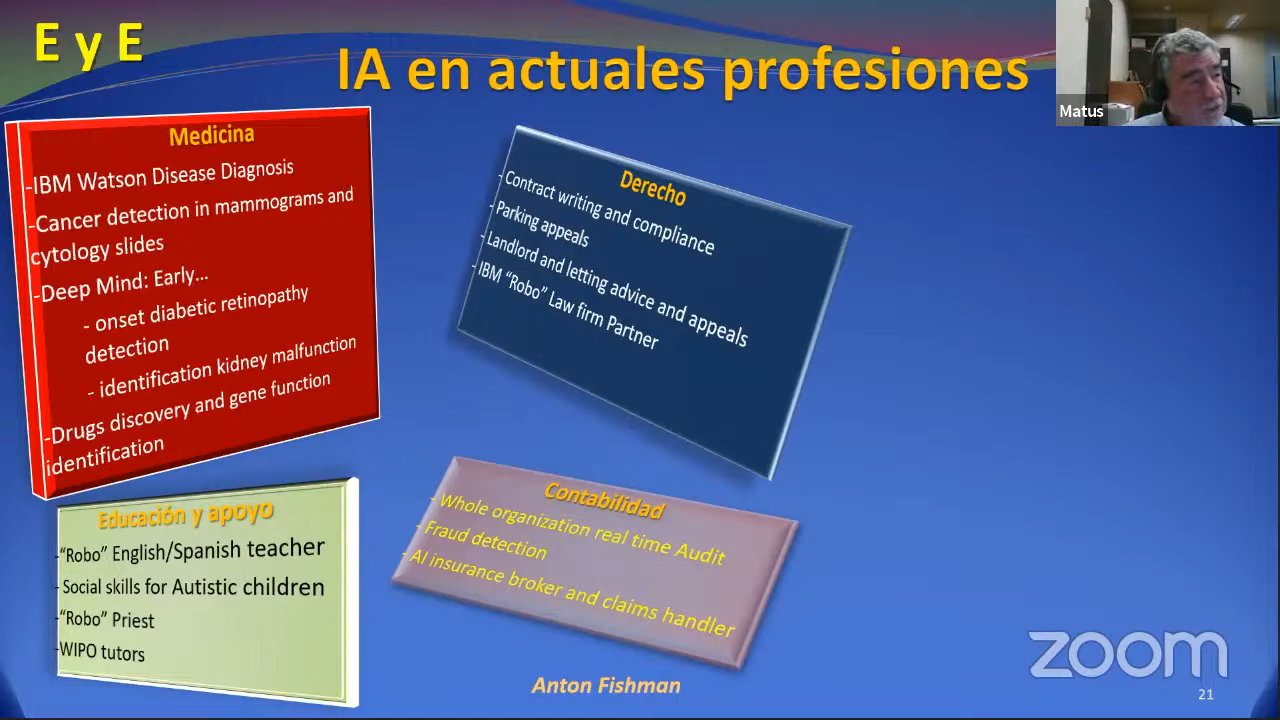 E y E
IA en actuales profesiones
Matus
Medicina
-IBM Watson Disease Diagnosis
-Cancer detection in mammograms and
cytology slides
-Deep Mind: Early…
- onset diabetic retinopathy
detection
- identification kidney malfunction
-Drugs discovery and gene function
identification
Derecho
- Contract writing and compliance
- Parking appeals
- Landlord and letting advice and appeals
- IBM “Robo” Law firm Partner
Educación y apoyo
-“Robo” English/Spanish teacher
- Social skills for Autistic children
-“Robo” Priest
-WIPO tutors
Contabilidad
- Whole organization real time Audit
- Fraud detection
- AI insurance broker and claims handler
Anton Fishman
zoom
21